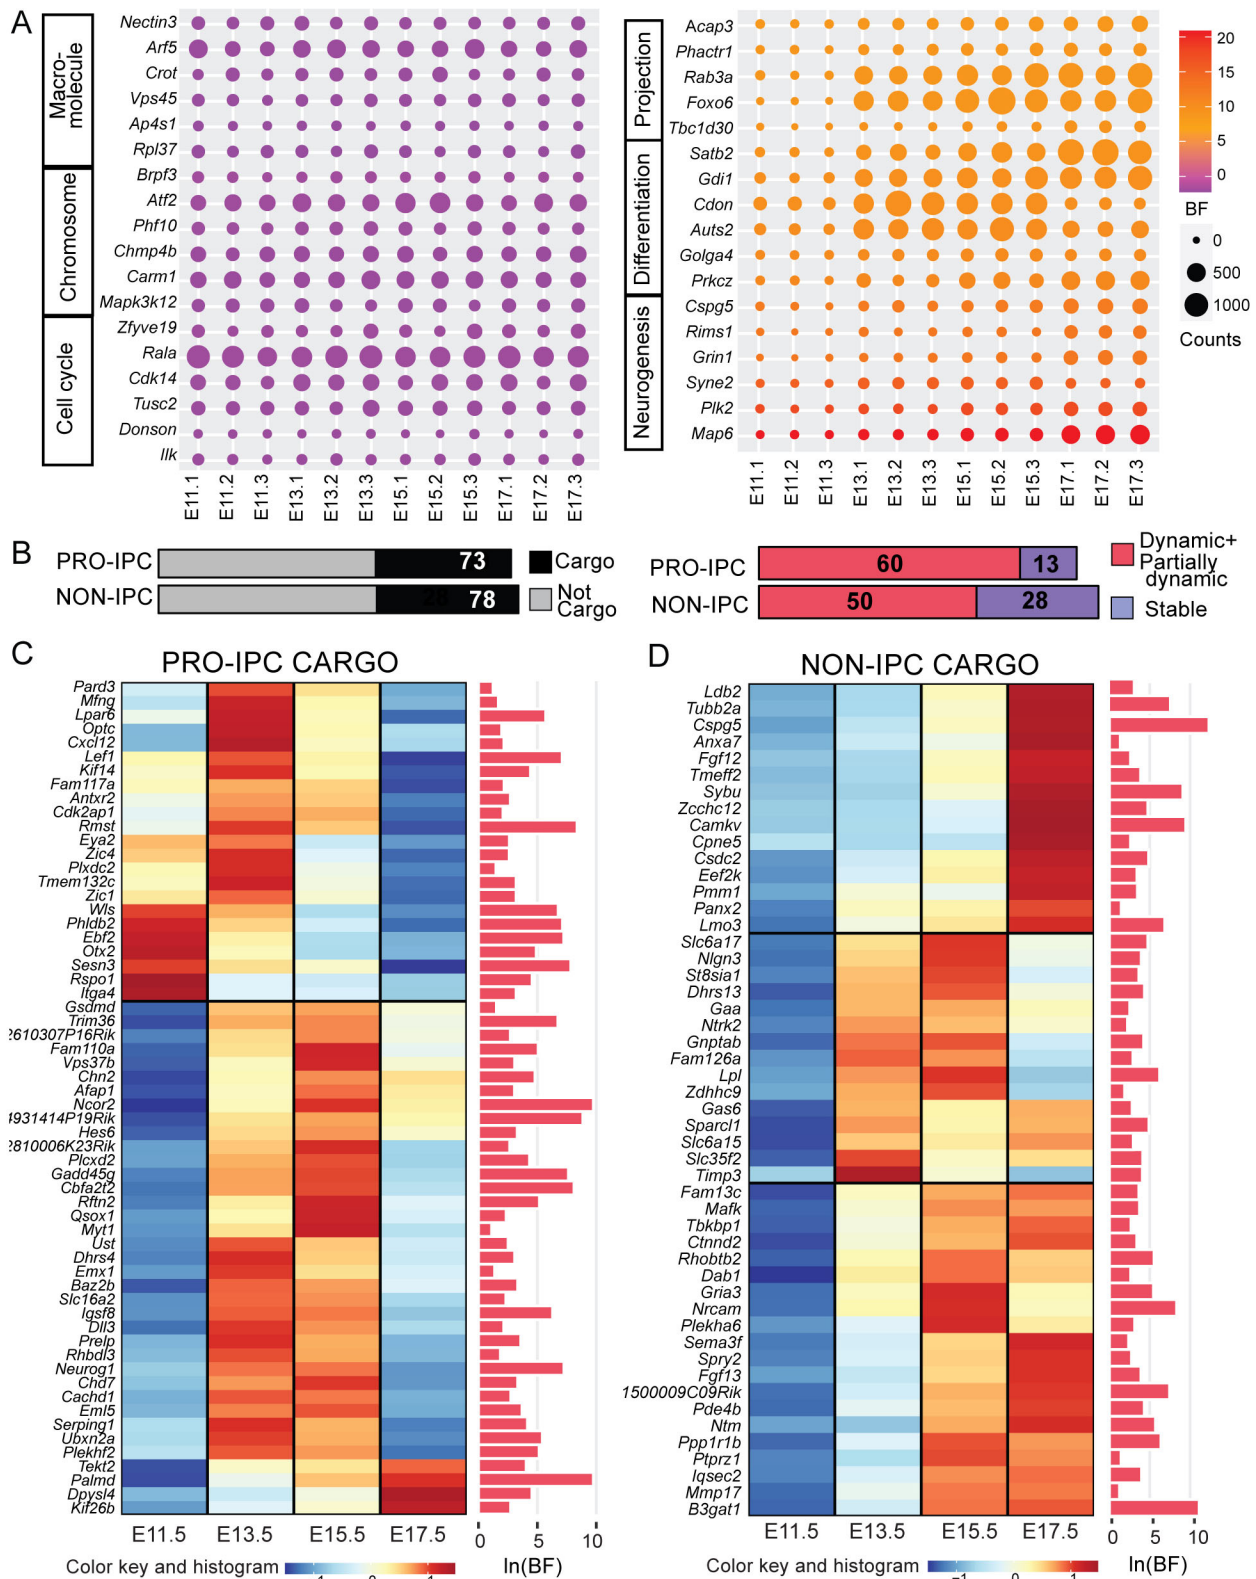 A
Macro-
molecule
Chromosome
Cell cycle
Nectin3
Arf5
Crot
Vps45
Ap4s1
Rpl37
Brpf3
Atf2
Phf10
Chmp4b
Carm1
Mapk3k12
Zfyve19
Rala
Cdk14
Tusc2
Donson
Ilk
E11.1 E11.2 E11.3 E13.1 E13.2 E13.3 E15.1 E15.2 E15.3 E17.1 E17.2 E17.3
Projection
Differentiation
Neurogenesis
Acap3
Phactr1
Rab3a
Foxo6
Tbc1d30
Satb2
Gdi1
Cdon
Auts2
Golga4
Prkcz
Cspg5
Rims1
Grin1
Syne2
Plk2
Map6
E11.1 E11.2 E11.3 E13.1 E13.2 E13.3 E15.1 E15.2 E15.3 E17.1 E17.2 E17.3
20
15
10
5
0
BF
0
500
1000
Counts
B
PRO-IPC 73
NON-IPC 28 78
Cargo
Not
Cargo
PRO-IPC 60 13
NON-IPC 50 28
Dynamic+
Partially
dynamic
Stable
C
PRO-IPC CARGO
Pard3
Mfng
Lpar6
Optc
Cxcl12
Lef1
Kif14
Fam117a
Antxr2
Cdk2ap1
Rmst
Eya2
Zic4
Plxdc2
Tmem132c
Zic1
Wls
Phldb2
Ebf2
Otx2
Sesn3
Rspo1
Itga4
Gsdmd
Trim36
2610307P16Rik
Fam110a
Vps37b
Chn2
Afap1
Ncor2
4931414P19Rik
Hes6
2810006K23Rik
Plcxd2
Gadd45g
Cbfa2t2
Rftn2
Qsox1
Myt1
Ust
Dhrs4
Emx1
Baz2b
Slc16a2
Igsf8
Dll3
Prelp
Rhbdl3
Neurog1
Chd7
Cachd1
Eml5
Serping1
Ubxn2a
Plekhf2
Tekt2
Palmd
Dpysl4
Kif26b
E11.5 E13.5 E15.5 E17.5
0 5 10
ln(BF)
Color key and histogram
D
NON-IPC CARGO
Ldb2
Tubb2a
Cspg5
Anxa7
Fgf12
Tmeff2
Sybu
Zcchc12
Camkv
Cpne5
Csdc2
Eef2k
Pmm1
Panx2
Lmo3
Slc6a17
Nlgn3
St8sia1
Dhrs13
Gaa
Ntrk2
Gnptab
Fam126a
Lpl
Zdhhc9
Gas6
Sparcl1
Slc6a15
Slc35f2
Timp3
Fam13c
Mafk
Tbkbp1
Ctnnd2
Rhobtb2
Dab1
Gria3
Nrcam
Plekha6
Sema3f
Spry2
Fgf13
1500009C09Rik
Pde4b
Ntm
Ppp1r1b
Ptprz1
Iqsec2
Mmp17
B3gat1
E11.5 E13.5 E15.5 E17.5
0 5 10
ln(BF)
Color key and histogram
-1 0 1